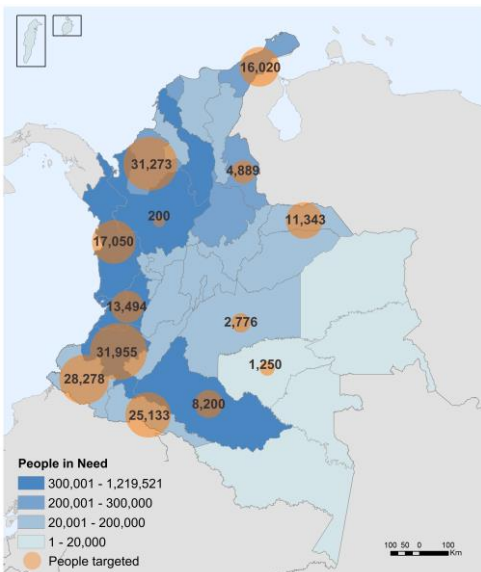 16,020
31,273
4,889
200
11,343
17,050
13,494
2,776
31,955
1,250
28,278
8,200
25,133
People in Need
300,001 - 1,219,521
200,001 - 300,000
20,001 - 200,000
1 - 20,000
People targeted
100 50 0 100
Km